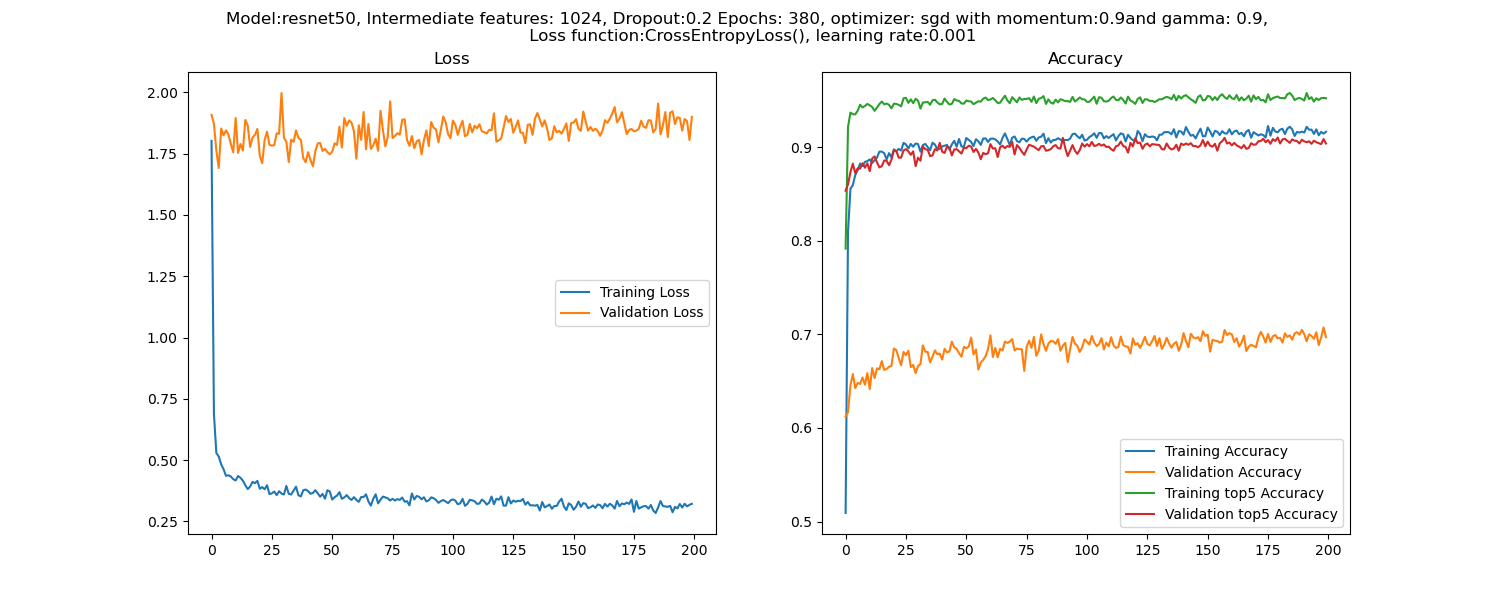 Model:resnet50, Intermediate features: 1024, Dropout:0.2 Epochs: 380, optimizer: sgd with momentum:0.9and gamma: 0.9,
Loss function:CrossEntropyLoss(), learning rate:0.001
Loss
2.00
1.75
1.50
1.25
1.00
0.75
0.50
0.25
0 25 50 75 100 125 150 175 200
Training Loss
Validation Loss
Accuracy
0.9
0.8
0.7
0.6
0.5
0 25 50 75 100 125 150 175 200
Training Accuracy
Validation Accuracy
Training top5 Accuracy
Validation top5 Accuracy